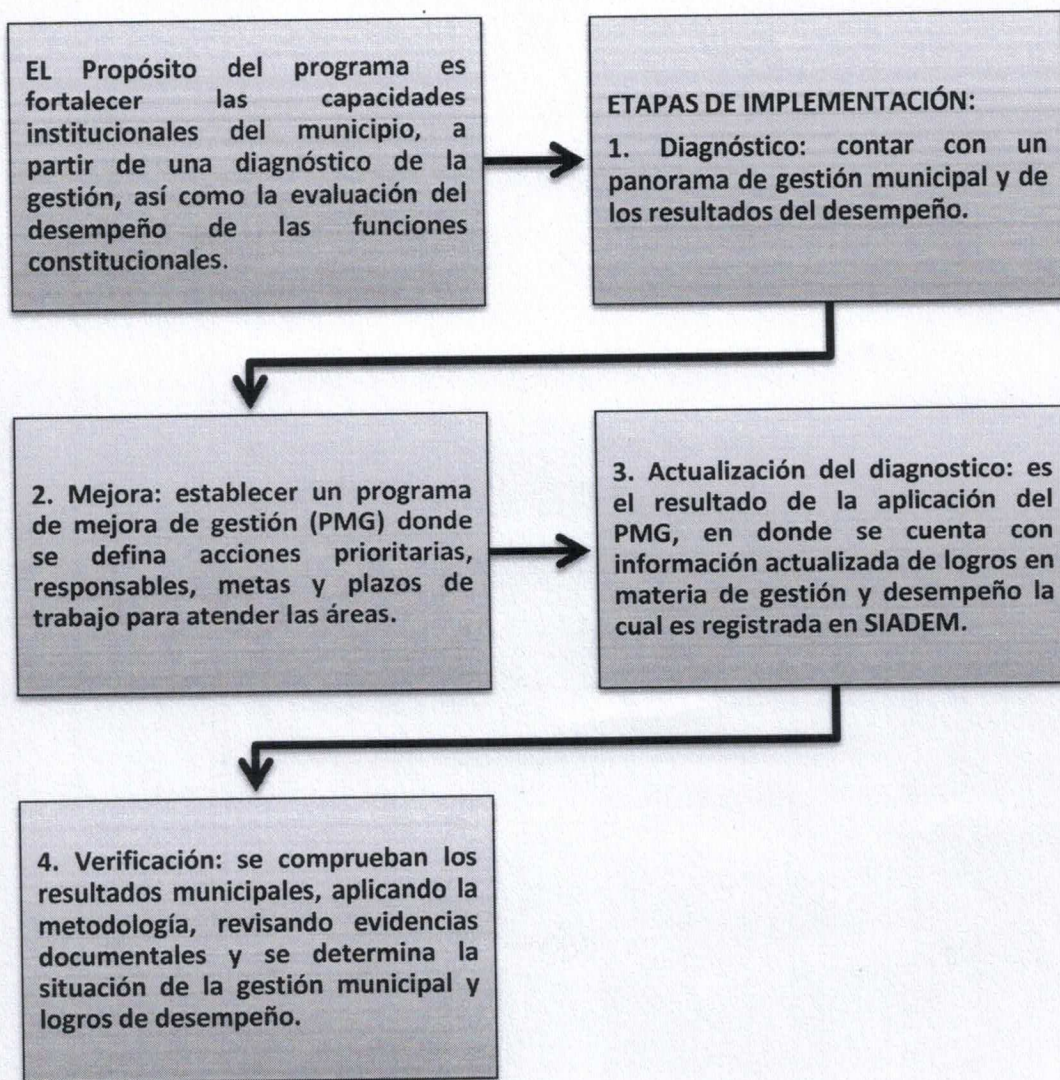 EL Propósito del programa es
fortalecer las capacidades
institucionales del municipio, a
partir de una diagnóstico de la
gestión, así como la evaluación del
desempeño de las funciones
constitucionales.
ETAPAS DE IMPLEMENTACIÓN:
1. Diagnóstico: contar con un
panorama de gestión municipal y de
los resultados del desempeño.
2. Mejora: establecer un programa
de mejora de gestión (PMG) donde
se defina acciones prioritarias,
responsables, metas y plazos de
trabajo para atender las áreas.
3. Actualización del diagnostico: es
el resultado de la aplicación del
PMG, en donde se cuenta con
información actualizada de logros en
materia de gestión y desempeño la
cual es registrada en SIADEM.
4. Verificación: se comprueban los
resultados municipales, aplicando la
metodología, revisando evidencias
documentales y se determina la
situación de la gestión municipal y
logros de desempeño.